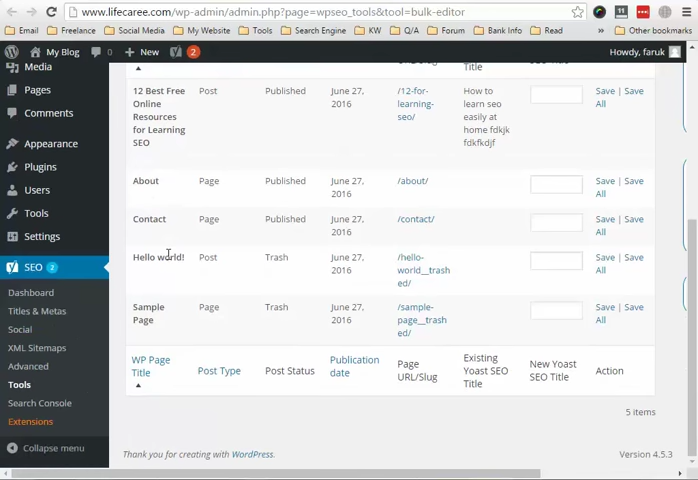 www.lifecaree.com/wp-admin/admin.php?page=wpseo_tools&tool=bulk-editor
Email Freelance Social Media My Website Tools Search Engine KW Q/A Forum Bank Info Read » Other bookmarks
My Blog 0 + New 2 Howdy, faruk
Media
Pages
Comments
Appearance
Plugins
Users
Tools
Settings
SEO 2
Dashboard
Titles & Metas
Social
XML Sitemaps
Advanced
Tools
Search Console
Extensions
Collapse menu
Title
12 Best Free
Online
Resources
for Learning
SEO
Post
Published
June 27,
2016
/12-for-
learning-
seo/
How to
learn seo
easily at
home fdkjk
fdkfkdjf
Save | Save
All
About
Page
Published
June 27,
2016
/about/
Save | Save
All
Contact
Page
Published
June 27,
2016
/contact/
Save | Save
All
Hello world!
Post
Trash
June 27,
2016
/hello-
world__trash
ed/
Save | Save
All
Sample
Page
Page
Trash
June 27,
2016
/sample-
page__trash
ed/
Save | Save
All
WP Page
Title
Post Type
Post Status
Publication
date
Page
URL/Slug
Existing
Yoast SEO
Title
New Yoast
SEO Title
Action
5 items
Thank you for creating with WordPress.
Version 4.5.3